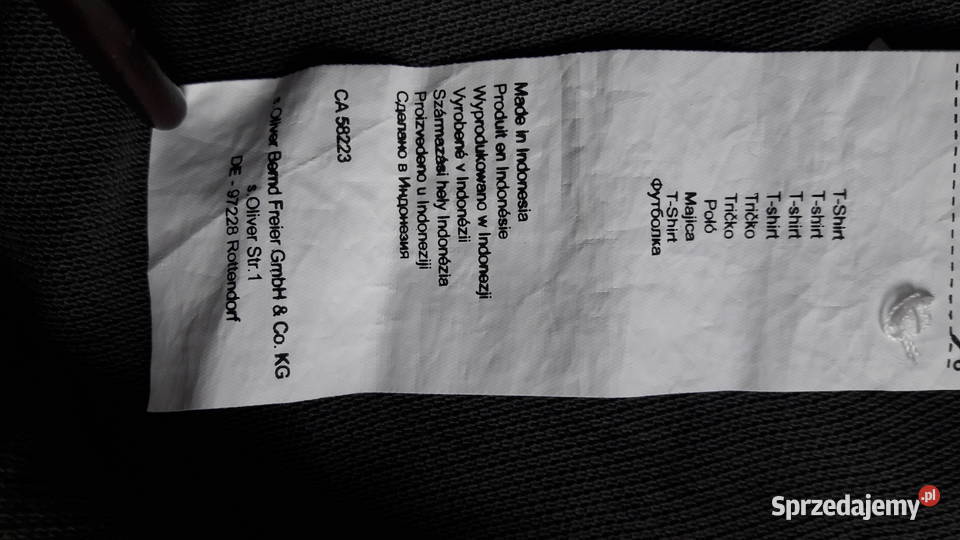 T-Shirt
T-shirt
T-shirt
T-shirt
Tričko
Tričko
Poló
Majica
T-Shirt
Футболка
Made in Indonesia
Produit en Indonésie
Wyprodukowano w Indonezji
Vyrobené v Indonézii
Származási hely Indonézia
Proizvedeno u Indoneziji
Сделано в Индонезия
CA 58223
s.Oliver Bernd Freier GmbH & Co. KG
s.Oliver Str.1
DE - 97228 Rottendorf
Sprzedajemy.pl